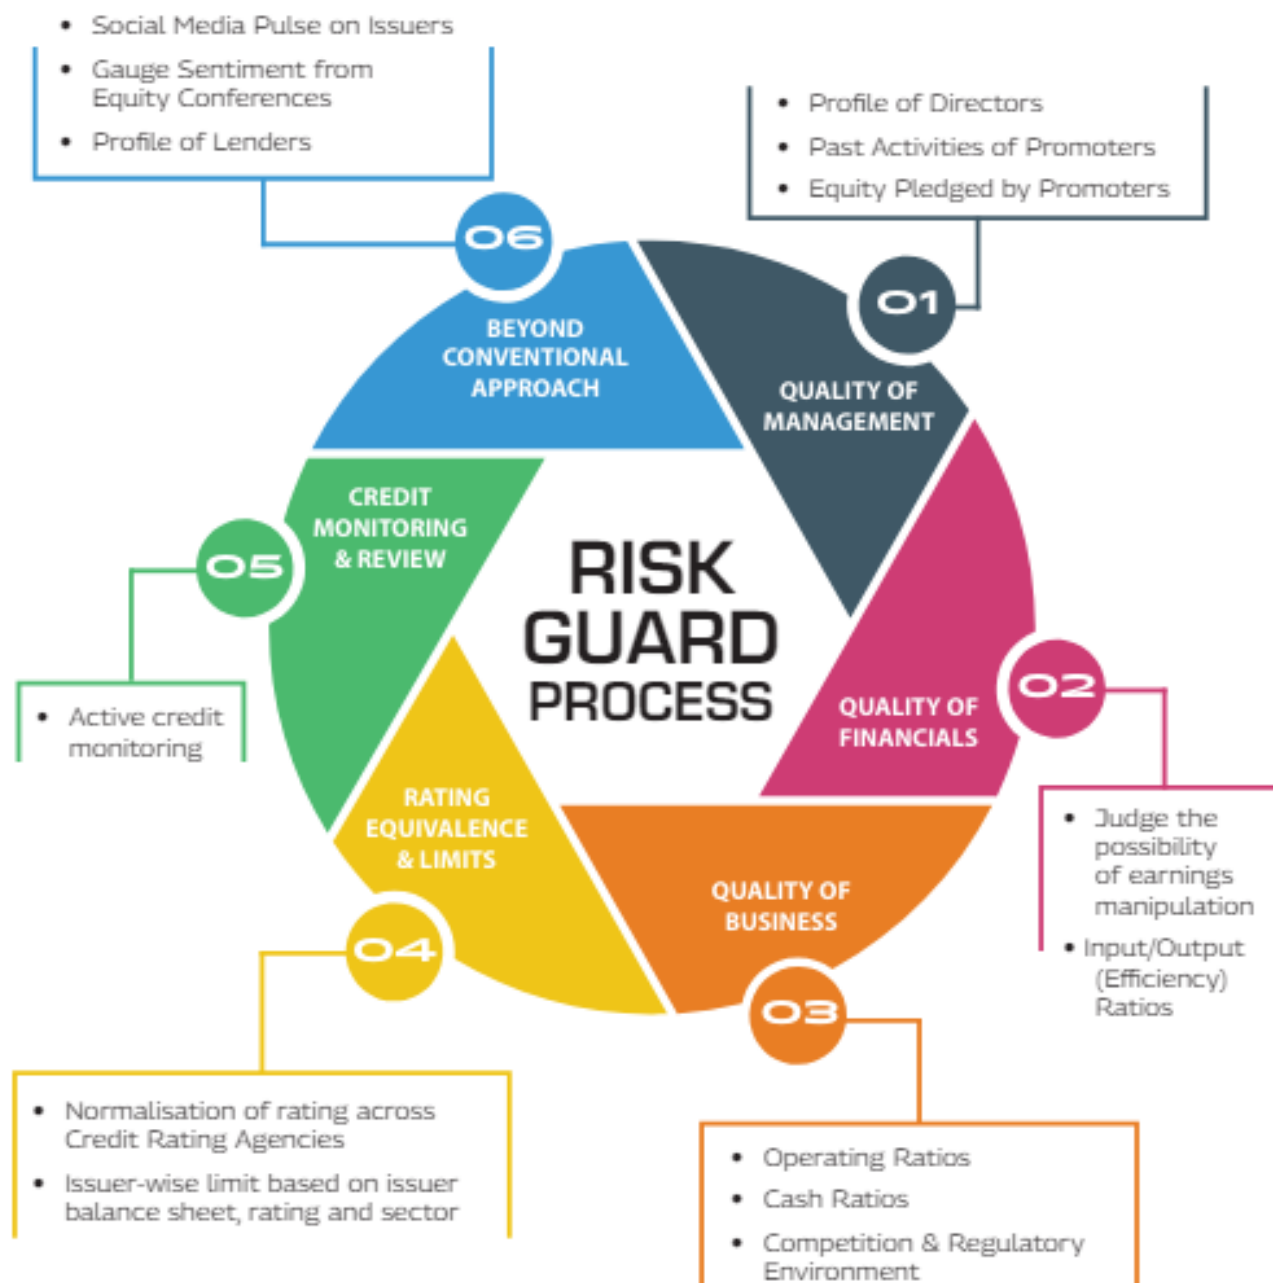 • Social Media Pulse on Issuers
• Gauge Sentiment from
Equity Conferences
• Profile of Lenders
• Profile of Directors
• Past Activities of Promoters
• Equity Pledged by Promoters
06
01
BEYOND
CONVENTIONAL
APPROACH
QUALITY OF
MANAGEMENT
CREDIT
MONITORING
& REVIEW
05
RISK
GUARD
PROCESS
02
QUALITY OF
FINANCIALS
• Active credit
monitoring
RATING
EQUIVALENCE
& LIMITS
• Judge the
possibility
of earnings
manipulation
• Input/Output
(Efficiency)
Ratios
QUALITY OF
BUSINESS
04
03
• Normalisation of rating across
Credit Rating Agencies
• Issuer-wise limit based on issuer
balance sheet, rating and sector
• Operating Ratios
• Cash Ratios
• Competition & Regulatory
Environment